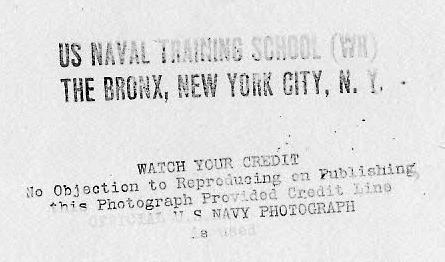 US NAVAL TRAINING SCHOOL (WR)
THE BRONX, NEW YORK CITY, N. Y.
WATCH YOUR CREDIT
No Objection to Reproducing on Publishing
this Photograph Provided Credit Line
OFFICIAL U S NAVY PHOTOGRAPH
is used